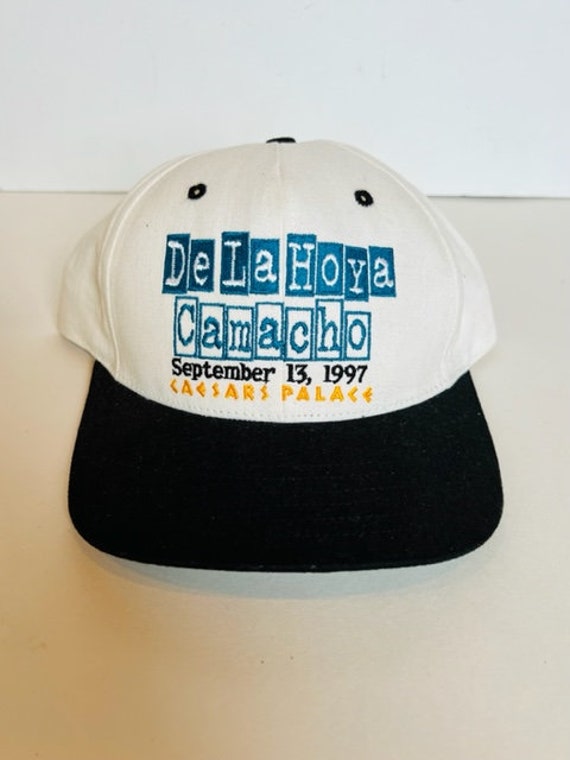 De La Hoya
Camacho
September 13, 1997
CAESARS PALACE